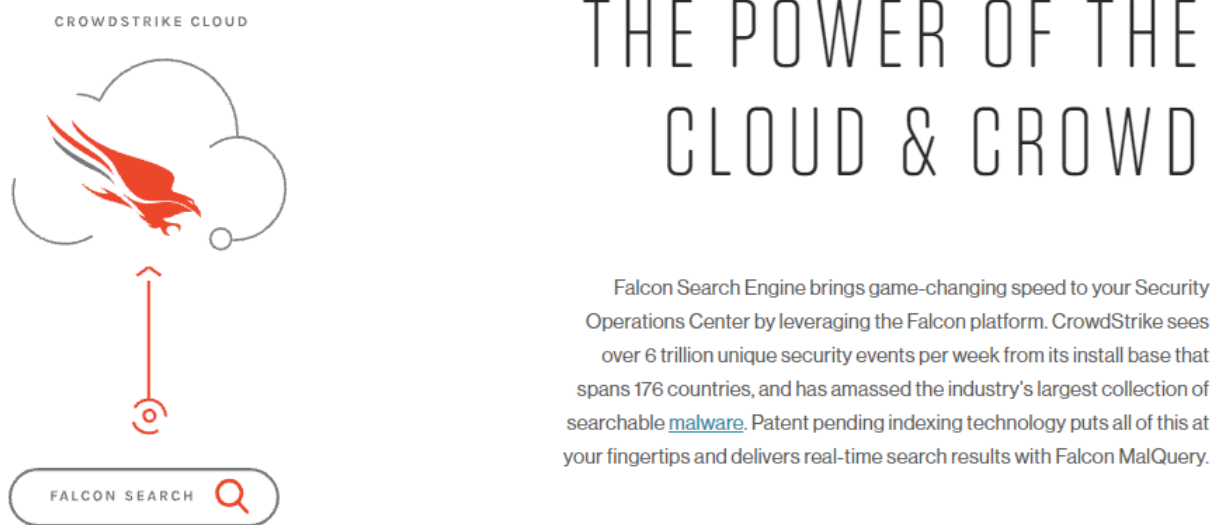 CROWDSTRIKE CLOUD
FALCON SEARCH
THE POWER OF THE
CLOUD & CROWD
Falcon Search Engine brings game-changing speed to your Security
Operations Center by leveraging the Falcon platform. CrowdStrike sees
over 6 trillion unique security events per week from its install base that
spans 176 countries, and has amassed the industry's largest collection of
searchable malware. Patent pending indexing technology puts all of this at
your fingertips and delivers real-time search results with Falcon MalQuery.